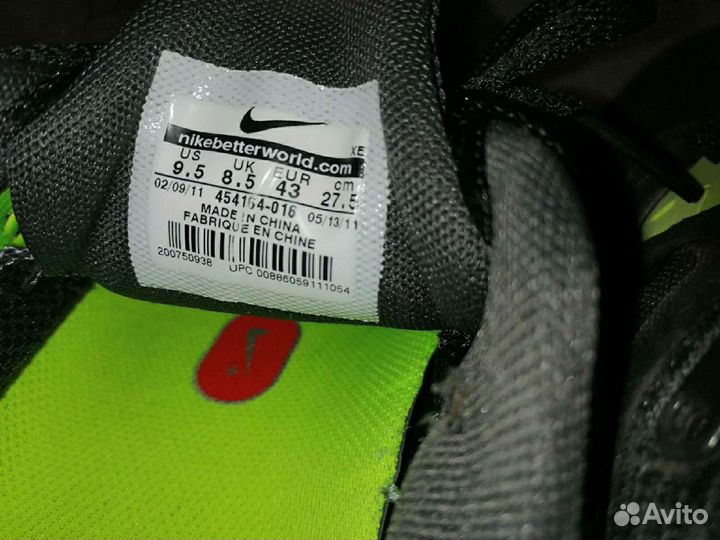 nikebetterworld.com
XE
US UK EUR cm
9.5 8.5 43 27.5
02/09/11 454164-016 05/13/11
MADE IN CHINA
FABRIQUE EN CHINE
200750938 UPC 00886059111054
Avito